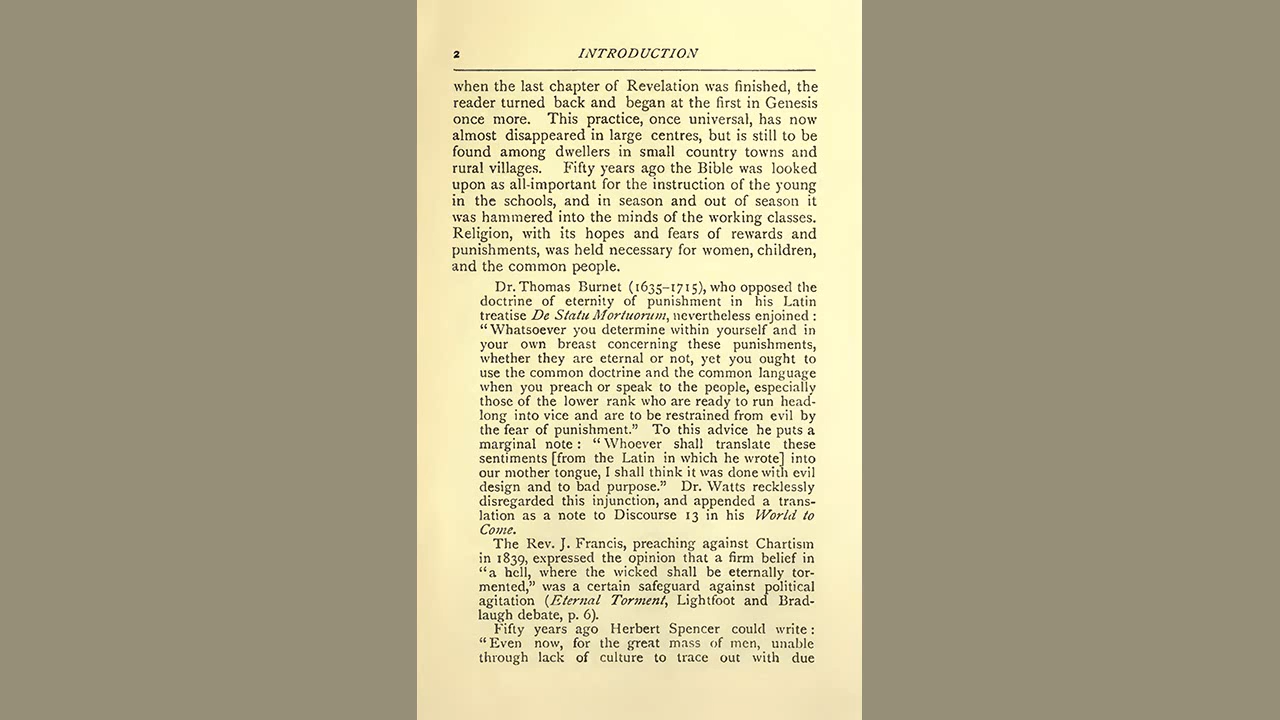 2 INTRODUCTION
when the last chapter of Revelation was finished, the
reader turned back and began at the first in Genesis
once more. This practice, once universal, has now
almost disappeared in large centres, but is still to be
found among dwellers in small country towns and
rural villages. Fifty years ago the Bible was looked
upon as all-important for the instruction of the young
in the schools, and in season and out of season it
was hammered into the minds of the working classes.
Religion, with its hopes and fears of rewards and
punishments, was held necessary for women, children,
and the common people.
Dr. Thomas Burnet (1635–1715), who opposed the
doctrine of eternity of punishment in his Latin
treatise De Statu Mortuorum, nevertheless enjoined :
“Whatsoever you determine within yourself and in
your own breast concerning these punishments,
whether they are eternal or not, yet you ought to
use the common doctrine and the common language
when you preach or speak to the people, especially
those of the lower rank who are ready to run head-
long into vice and are to be restrained from evil by
the fear of punishment.” To this advice he puts a
marginal note : “Whoever shall translate these
sentiments [from the Latin in which he wrote] into
our mother tongue, I shall think it was done with evil
design and to bad purpose.” Dr. Watts recklessly
disregarded this injunction, and appended a trans-
lation as a note to Discourse 13 in his World to
Come.
The Rev. J. Francis, preaching against Chartism
in 1839, expressed the opinion that a firm belief in
“a hell, where the wicked shall be eternally tor-
mented,” was a certain safeguard against political
agitation (Eternal Torment, Lightfoot and Brad-
laugh debate, p. 6).
Fifty years ago Herbert Spencer could write :
“Even now, for the great mass of men, unable
through lack of culture to trace out with due